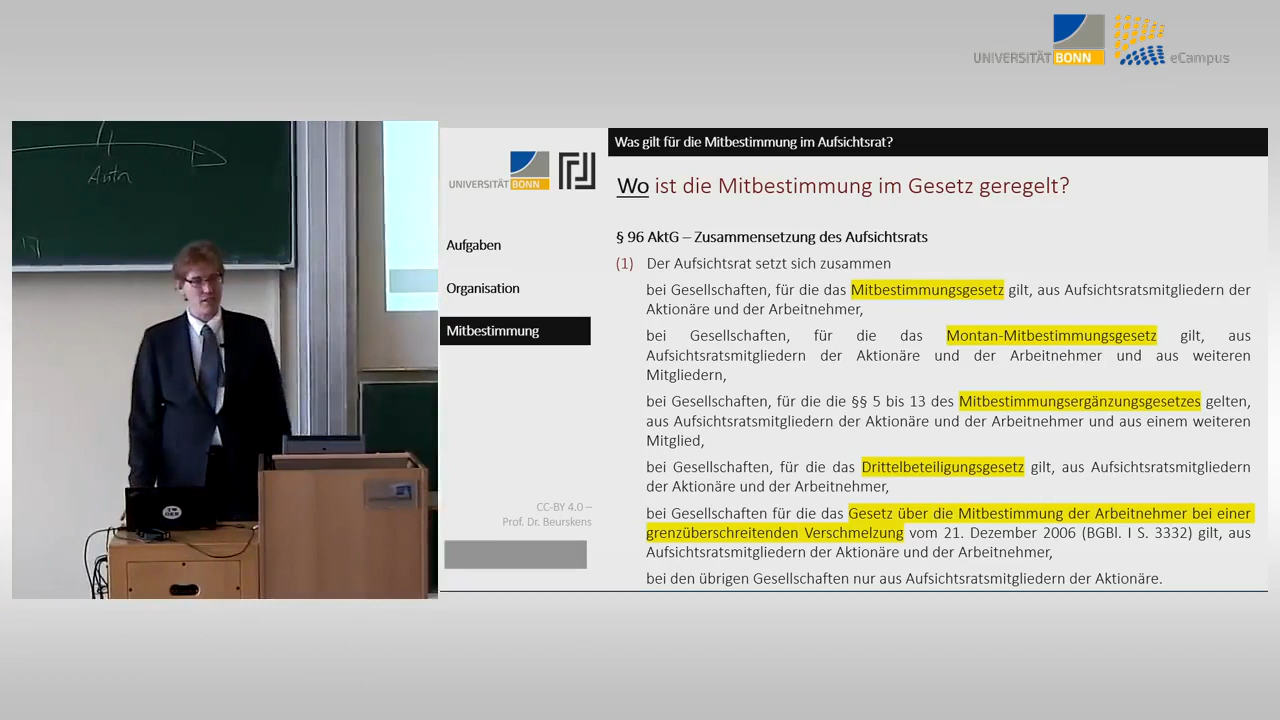 UNIVERSITÄT BONN
eCampus
UNIVERSITÄT BONN
Aufgaben
Organisation
Mitbestimmung
CC-BY 4.0 –
Prof. Dr. Beurskens
Was gilt für die Mitbestimmung im Aufsichtsrat?
Wo ist die Mitbestimmung im Gesetz geregelt?
§ 96 AktG – Zusammensetzung des Aufsichtsrats
(1) Der Aufsichtsrat setzt sich zusammen
bei Gesellschaften, für die das Mitbestimmungsgesetz gilt, aus Aufsichtsratsmitgliedern der
Aktionäre und der Arbeitnehmer,
bei Gesellschaften, für die das Montan-Mitbestimmungsgesetz gilt, aus
Aufsichtsratsmitgliedern der Aktionäre und der Arbeitnehmer und aus weiteren
Mitgliedern,
bei Gesellschaften, für die die §§ 5 bis 13 des Mitbestimmungsergänzungsgesetzes gelten,
aus Aufsichtsratsmitgliedern der Aktionäre und der Arbeitnehmer und aus einem weiteren
Mitglied,
bei Gesellschaften, für die das Drittelbeteiligungsgesetz gilt, aus Aufsichtsratsmitgliedern
der Aktionäre und der Arbeitnehmer,
bei Gesellschaften für die das Gesetz über die Mitbestimmung der Arbeitnehmer bei einer
grenzüberschreitenden Verschmelzung vom 21. Dezember 2006 (BGBl. I S. 3332) gilt, aus
Aufsichtsratsmitgliedern der Aktionäre und der Arbeitnehmer,
bei den übrigen Gesellschaften nur aus Aufsichtsratsmitgliedern der Aktionäre.